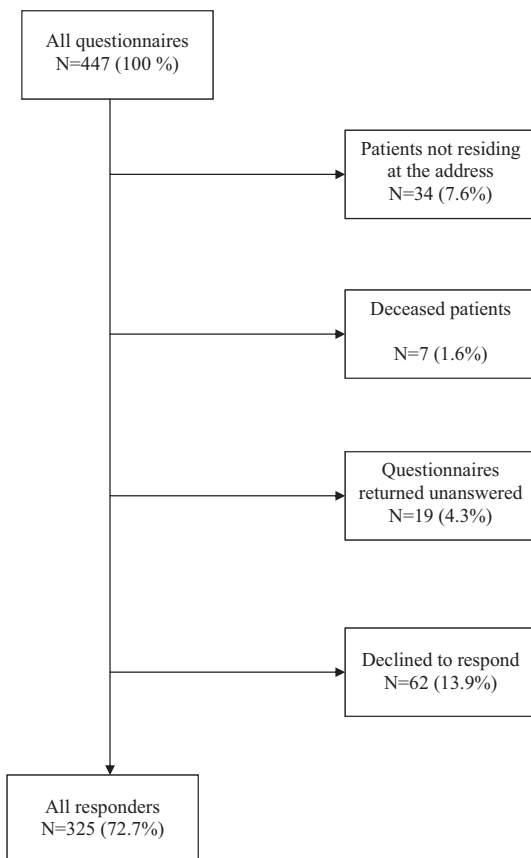 All questionnaires
N=447 (100 %)
Patients not residing
at the address
N=34 (7.6%)
Deceased patients
N=7 (1.6%)
Questionnaires
returned unanswered
N=19 (4.3%)
Declined to respond
N=62 (13.9%)
All responders
N=325 (72.7%)